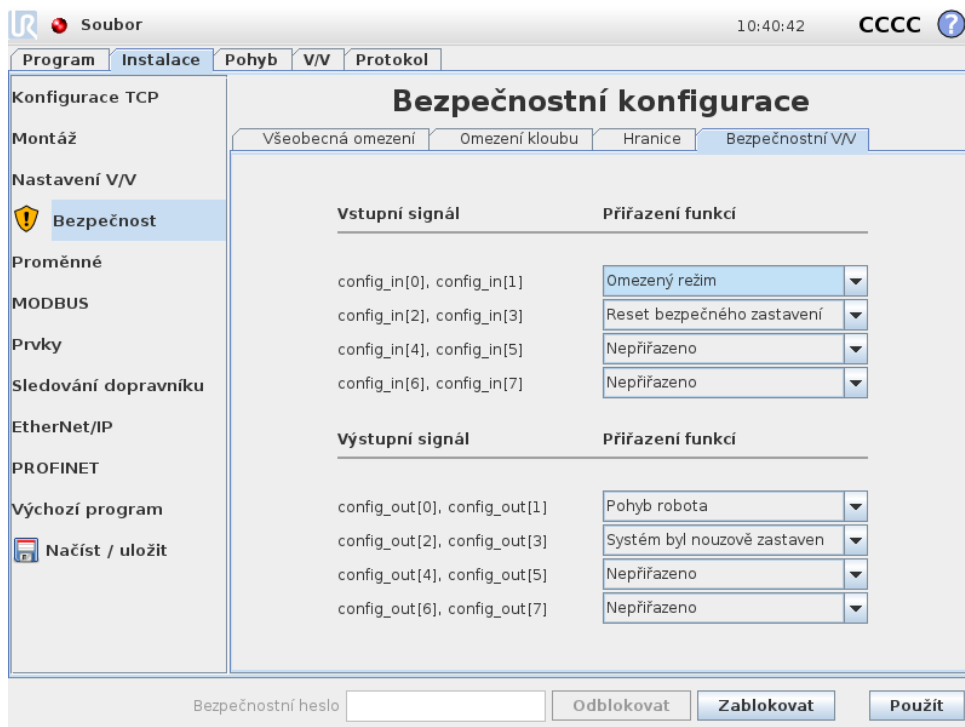 UR Soubor 10:40:42 CCCC ?
Program Instalace Pohyb V/V Protokol
Konfigurace TCP
Montáž
Nastavení V/V
Bezpečnost
Proměnné
MODBUS
Prvky
Sledování dopravníku
EtherNet/IP
PROFINET
Výchozí program
Načíst / uložit
Bezpečnostní konfigurace
Všeobecná omezení Omezení kloubu Hranice Bezpečnostní V/V
Vstupní signál Přiřazení funkcí
config_in[0], config_in[1] Omezený režim
config_in[2], config_in[3] Reset bezpečného zastavení
config_in[4], config_in[5] Nepřiřazeno
config_in[6], config_in[7] Nepřiřazeno
Výstupní signál Přiřazení funkcí
config_out[0], config_out[1] Pohyb robota
config_out[2], config_out[3] Systém byl nouzově zastaven
config_out[4], config_out[5] Nepřiřazeno
config_out[6], config_out[7] Nepřiřazeno
Bezpečnostní heslo Odblokovat Zablokovat Použít